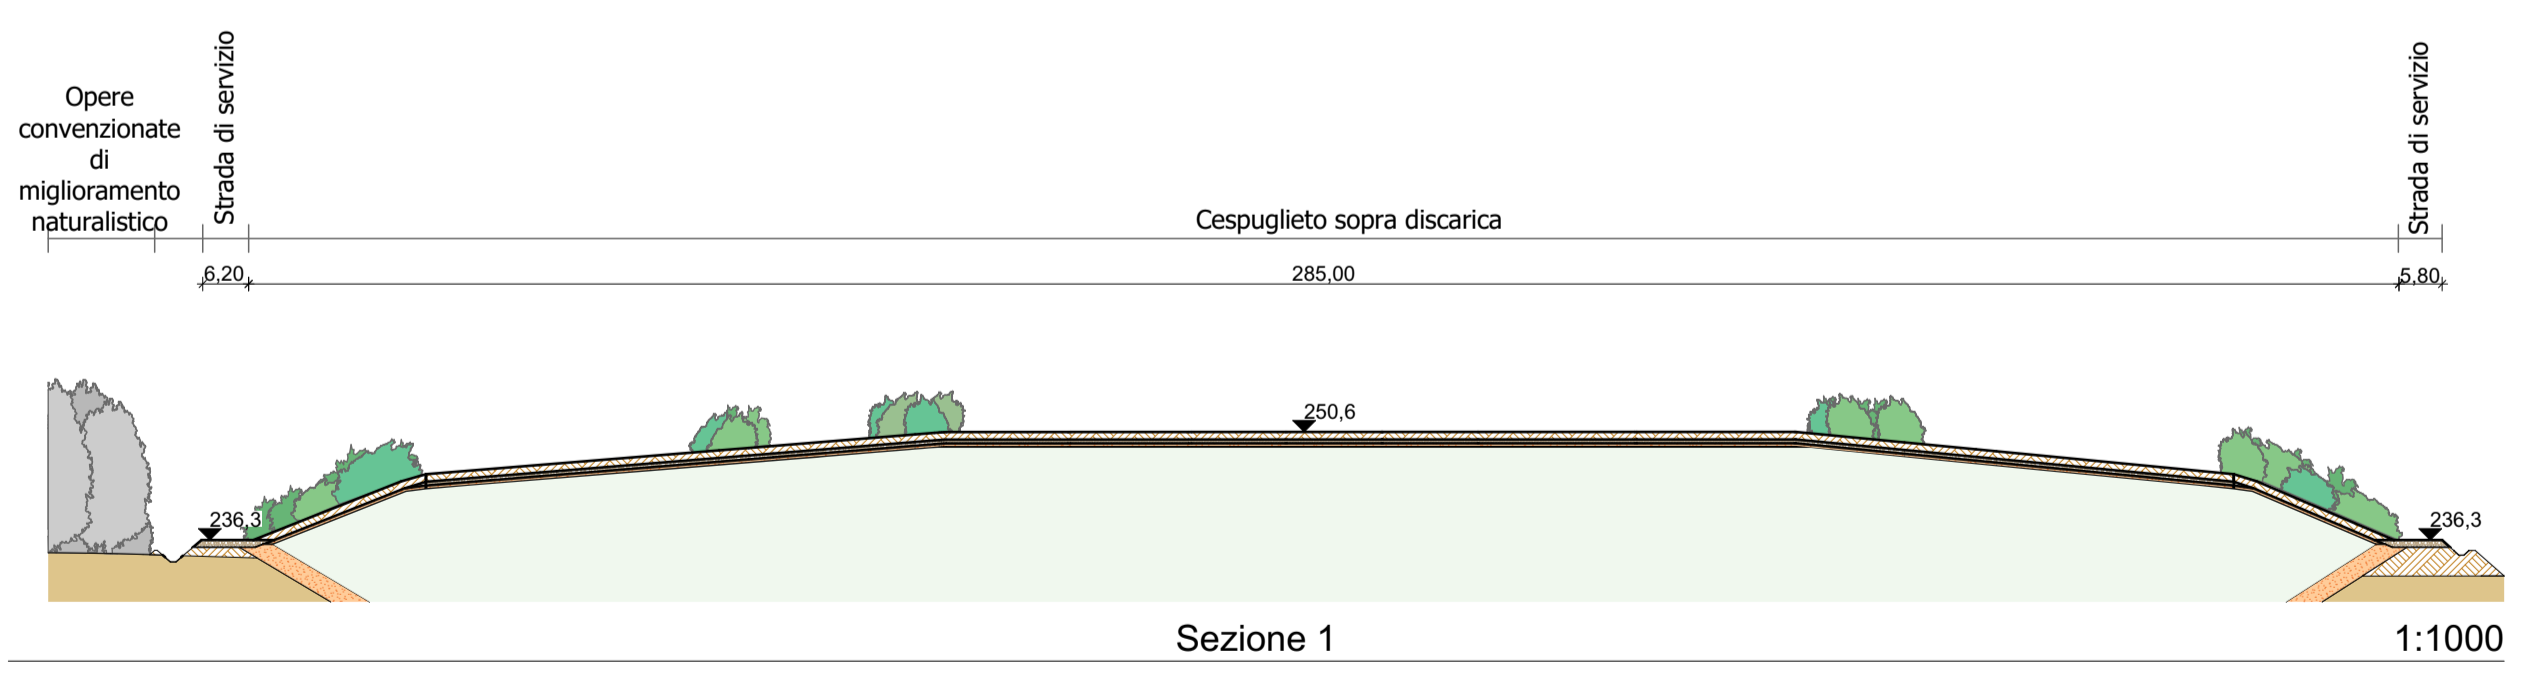 Opere
convenzionate
di
miglioramento
naturalistico
Strada di servizio
Cespuglieto sopra discarica
Strada di servizio
6,20
285,00
5,80
250,6
236,3
236,3
Sezione 1
1:1000